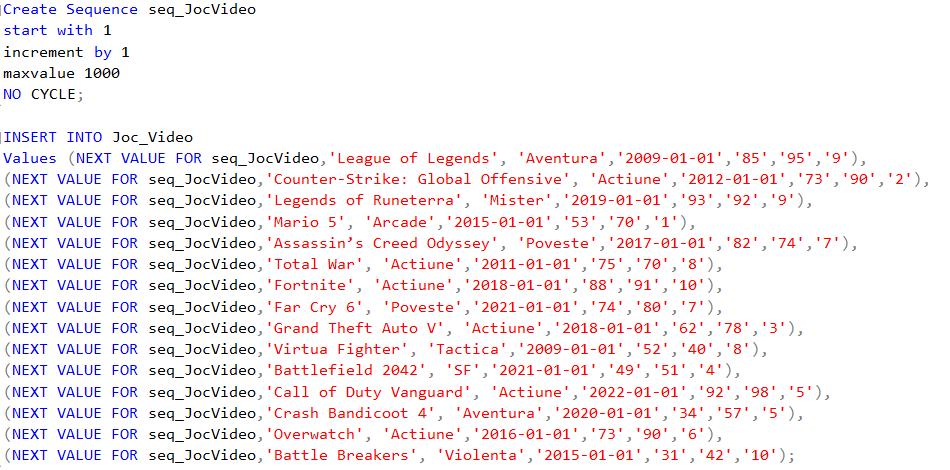 Create Sequence seq_JocVideo
start with 1
increment by 1
maxvalue 1000
NO CYCLE;
INSERT INTO Joc_Video
Values (NEXT VALUE FOR seq_JocVideo,'League of Legends', 'Aventura','2009-01-01','85','95','9'),
(NEXT VALUE FOR seq_JocVideo,'Counter-Strike: Global Offensive', 'Actiune','2012-01-01','73','90','2'),
(NEXT VALUE FOR seq_JocVideo,'Legends of Runeterra', 'Mister','2019-01-01','93','92','9'),
(NEXT VALUE FOR seq_JocVideo,'Mario 5', 'Arcade','2015-01-01','53','70','1'),
(NEXT VALUE FOR seq_JocVideo,'Assassin’s Creed Odyssey', 'Poveste','2017-01-01','82','74','7'),
(NEXT VALUE FOR seq_JocVideo,'Total War', 'Actiune','2011-01-01','75','70','8'),
(NEXT VALUE FOR seq_JocVideo,'Fortnite', 'Actiune','2018-01-01','88','91','10'),
(NEXT VALUE FOR seq_JocVideo,'Far Cry 6', 'Poveste','2021-01-01','74','80','7'),
(NEXT VALUE FOR seq_JocVideo,'Grand Theft Auto V', 'Actiune','2018-01-01','62','78','3'),
(NEXT VALUE FOR seq_JocVideo,'Virtua Fighter', 'Tactica','2009-01-01','52','40','8'),
(NEXT VALUE FOR seq_JocVideo,'Battlefield 2042', 'SF','2021-01-01','49','51','4'),
(NEXT VALUE FOR seq_JocVideo,'Call of Duty Vanguard', 'Actiune','2022-01-01','92','98','5'),
(NEXT VALUE FOR seq_JocVideo,'Crash Bandicoot 4', 'Aventura','2020-01-01','34','57','5'),
(NEXT VALUE FOR seq_JocVideo,'Overwatch', 'Actiune','2016-01-01','73','90','6'),
(NEXT VALUE FOR seq_JocVideo,'Battle Breakers', 'Violenta','2015-01-01','31','42','10');